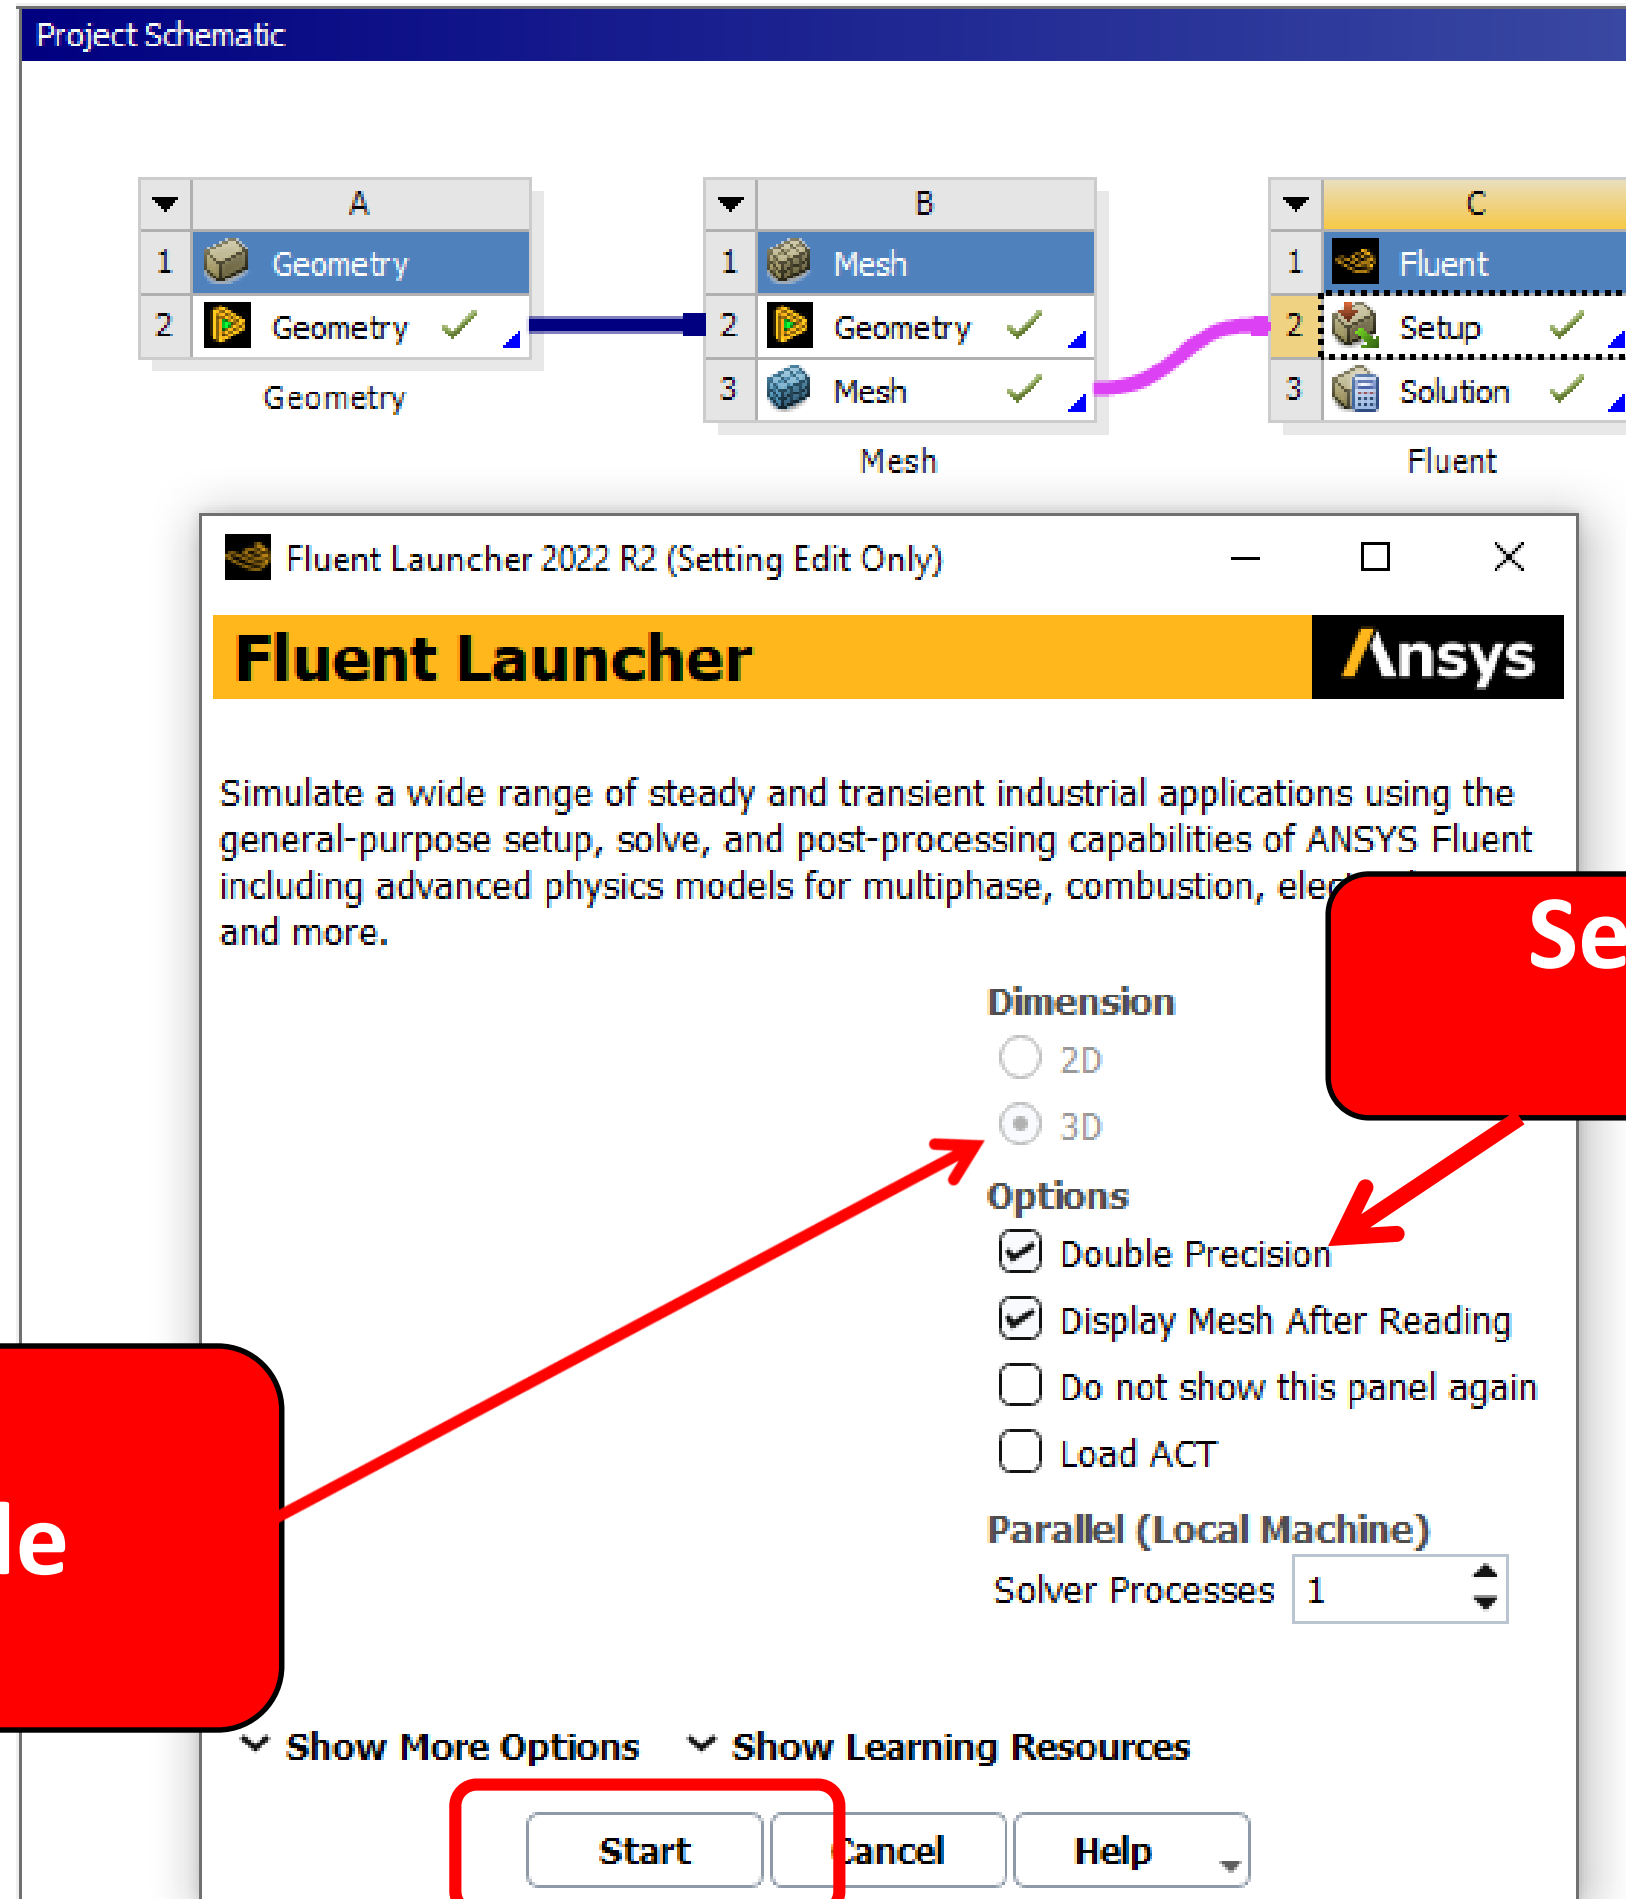 Project Schematic
A
B
C
1 Geometry
1 Mesh
1 Fluent
2 Geometry
2 Geometry
2 Setup
3 Mesh
3 Solution
Geometry
Mesh
Fluent
Fluent Launcher 2022 R2 (Setting Edit Only)
Fluent Launcher
Ansys
Simulate a wide range of steady and transient industrial applications using the
general-purpose setup, solve, and post-processing capabilities of ANSYS Fluent
including advanced physics models for multiphase, combustion,
and more.
Dimension
2D
3D
Options
Double Precision
Display Mesh After Reading
Do not show this panel again
Load ACT
Parallel (Local Machine)
Solver Processes 1
Show More Options
Show Learning Resources
Start
Cancel
Help